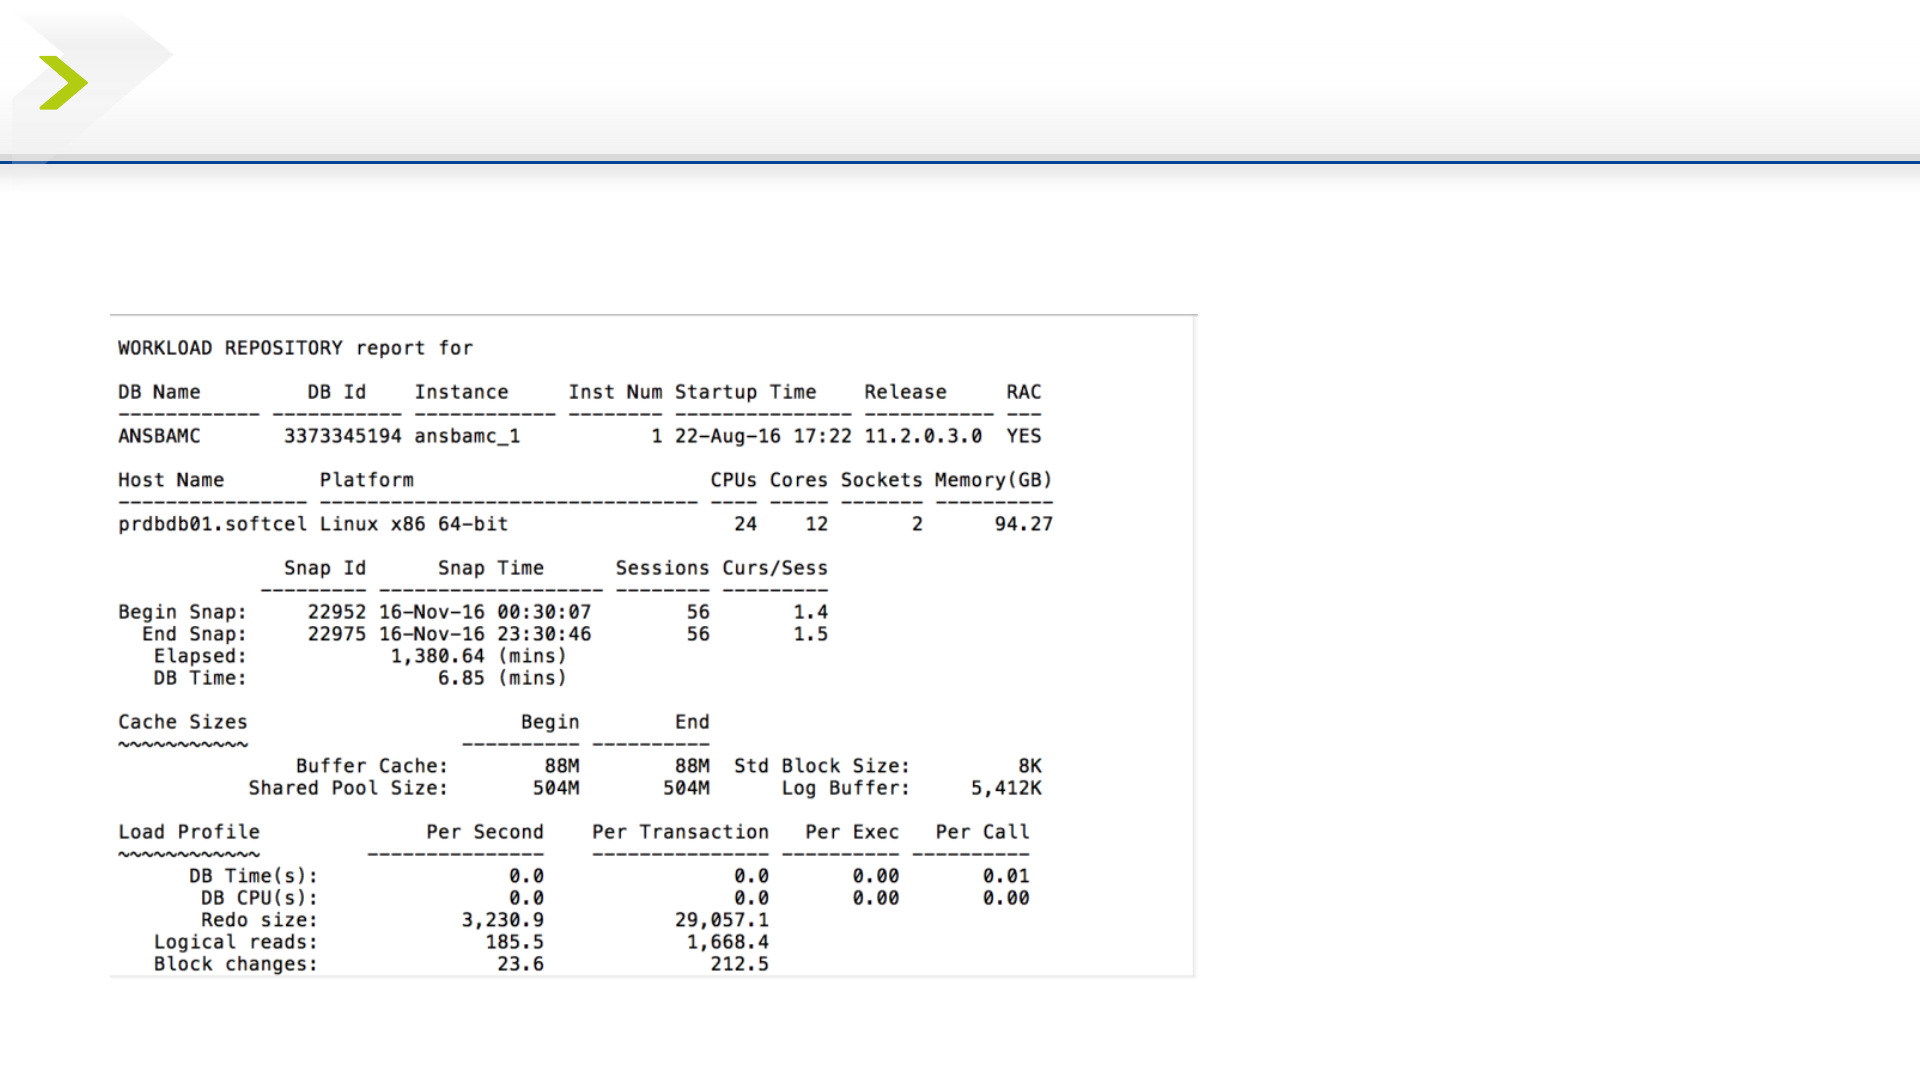 WORKLOAD REPOSITORY report for
DB Name         DB Id    Instance     Inst Num Startup Time    Release     RAC
------------ ----------- ------------ -------- --------------- ----------- ---
ANSBAMC       3373345194 ansbamc_1           1 22-Aug-16 17:22 11.2.0.3.0  YES
Host Name        Platform                         CPUs Cores Sockets Memory(GB)
---------------- -------------------------------- ---- ----- ------- ----------
prdbdb01.softcel Linux x86 64-bit                   24    12       2      94.27
              Snap Id      Snap Time      Sessions Curs/Sess
            --------- ------------------- -------- ---------
Begin Snap:     22952 16-Nov-16 00:30:07        56       1.4
  End Snap:     22975 16-Nov-16 23:30:46        56       1.5
   Elapsed:            1,380.64 (mins)
   DB Time:                6.85 (mins)
Cache Sizes                       Begin        End
~~~~~~~~~~~                  ---------- ----------
               Buffer Cache:        88M        88M  Std Block Size:         8K
           Shared Pool Size:       504M       504M      Log Buffer:     5,412K
Load Profile              Per Second    Per Transaction   Per Exec   Per Call
~~~~~~~~~~~~         ---------------    --------------- ---------- ----------
      DB Time(s):                0.0                0.0       0.00       0.01
       DB CPU(s):                0.0                0.0       0.00       0.00
       Redo size:            3,230.9           29,057.1
   Logical reads:              185.5            1,668.4
   Block changes:               23.6              212.5